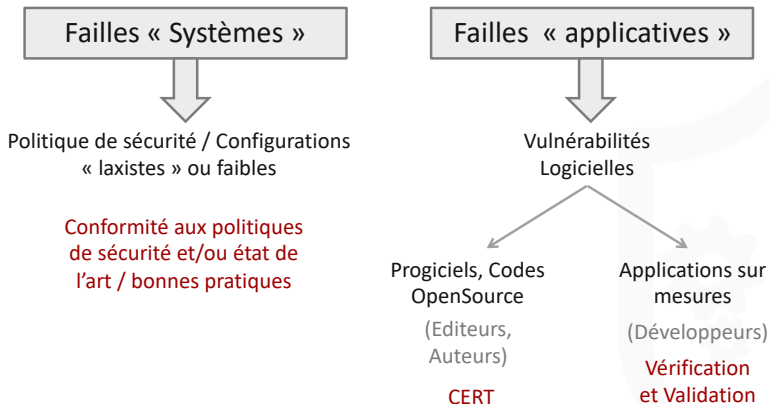 Failles « Systèmes »
Politique de sécurité / Configurations
« laxistes » ou faibles
Conformité aux politiques
de sécurité et/ou état de
l’art / bonnes pratiques
Failles « applicatives »
Vulnérabilités
Logicielles
Progiciels, Codes
OpenSource
(Editeurs,
Auteurs)
CERT
Applications sur
mesures
(Développeurs)
Vérification
et Validation